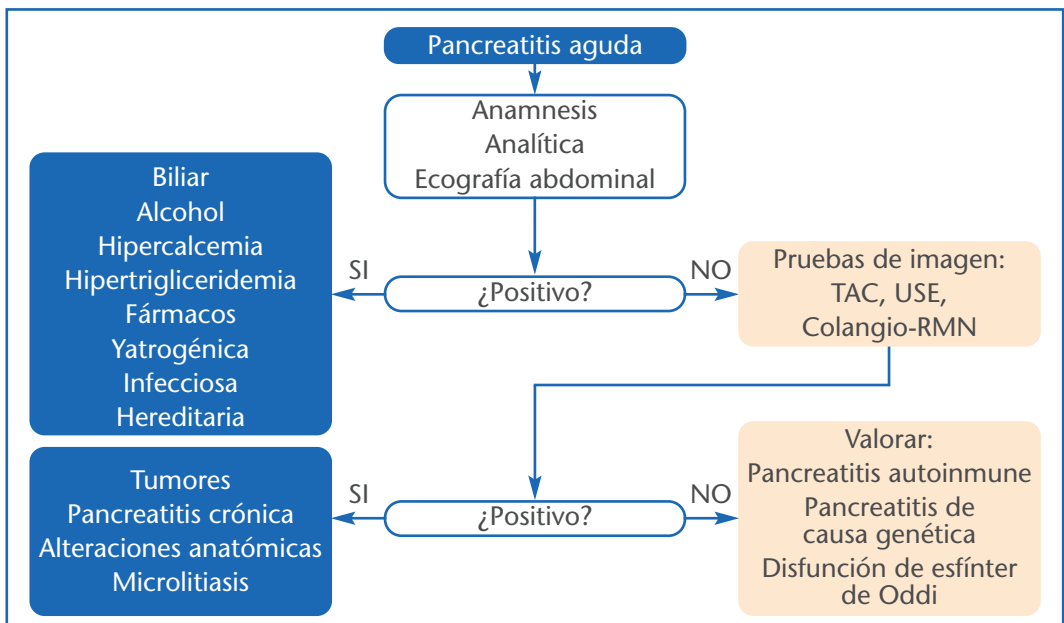 Pancreatitis aguda
Anamnesis
Analítica
Ecografía abdominal
Biliar
Alcohol
Hipercalcemia
Hipertrigliceridemia
Fármacos
Yatrogénica
Infecciosa
Hereditaria
SI
¿Positivo?
NO
Pruebas de imagen:
TAC, USE,
Colangio-RMN
Tumores
Pancreatitis crónica
Alteraciones anatómicas
Microlitiasis
SI
¿Positivo?
NO
Valorar:
Pancreatitis autoinmune
Pancreatitis de
causa genética
Disfunción de esfínter
de Oddi